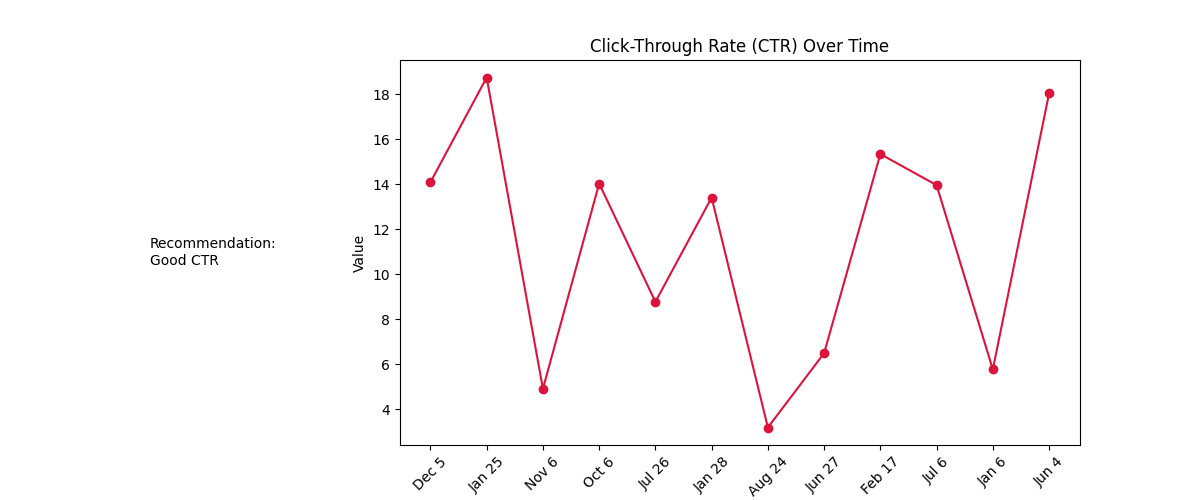 Click-Through Rate (CTR) Over Time
Recommendation:
Good CTR
Value
18
16
14
12
10
8
6
4
Dec 5
Jan 25
Nov 6
Oct 6
Jul 26
Jan 28
Aug 24
Jun 27
Feb 17
Jul 6
Jan 6
Jun 4